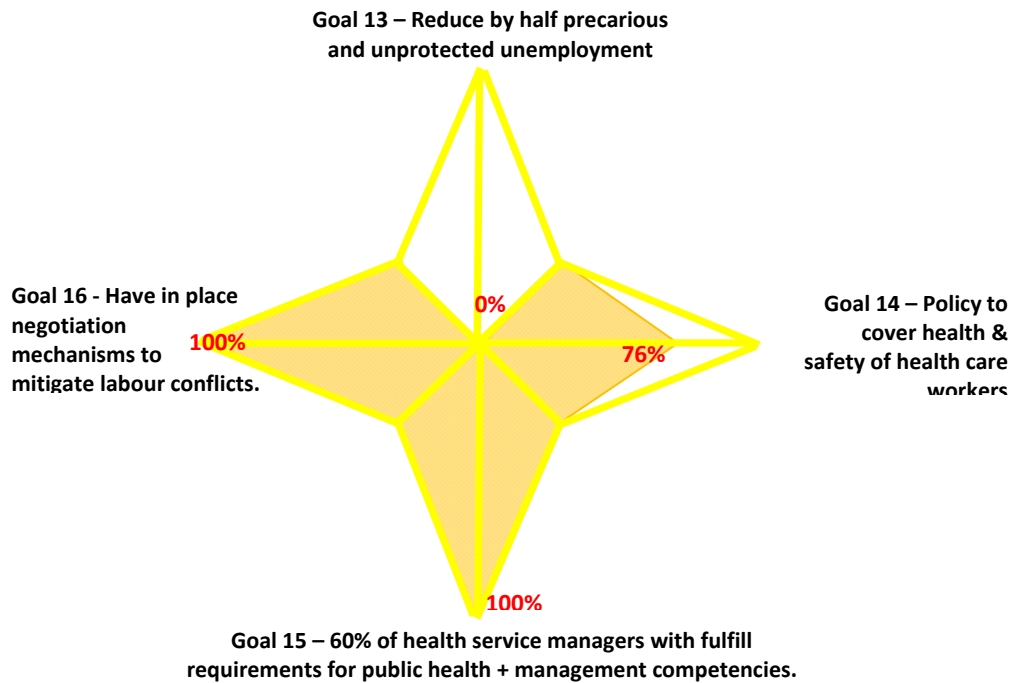 Goal 13 – Reduce by half precarious
and unprotected unemployment
0%
Goal 16 - Have in place
negotiation
mechanisms to
mitigate labour conflicts.
100%
76%
Goal 14 – Policy to
cover health &
safety of health care
workers
100%
Goal 15 – 60% of health service managers with fulfill
requirements for public health + management competencies.